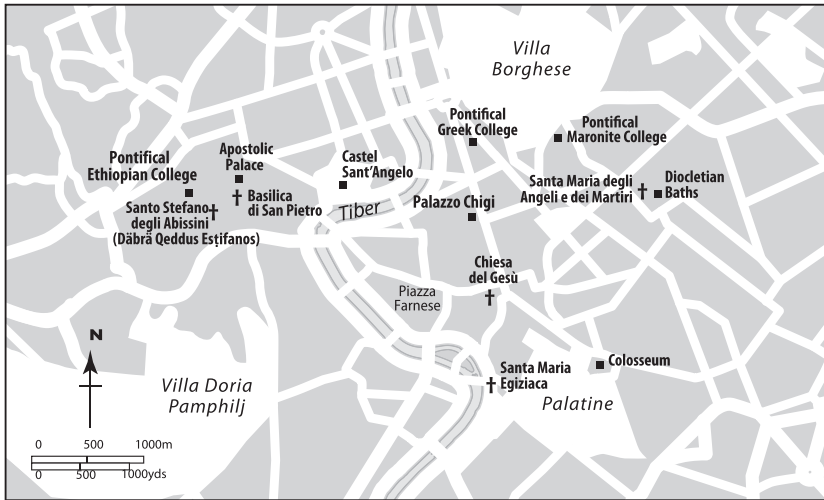 Villa
Borghese
Pontifical
Greek College
Pontifical
Maronite College
Pontifical
Ethiopian College
Apostolic
Palace
Castel
Sant'Angelo
Santa Maria degli
Angeli e dei Martiri
Diocletian
Baths
Basilica
di San Pietro
Tiber
Palazzo Chigi
Santo Stefano
degli Abissini
(Däbrä Qeddus Esṭifanos)
Chiesa
del Gesù
Piazza
Farnese
N
Villa Doria
Pamphilj
Santa Maria
Egiziaca
Colosseum
Palatine
0 500 1000m
0 500 1000yds